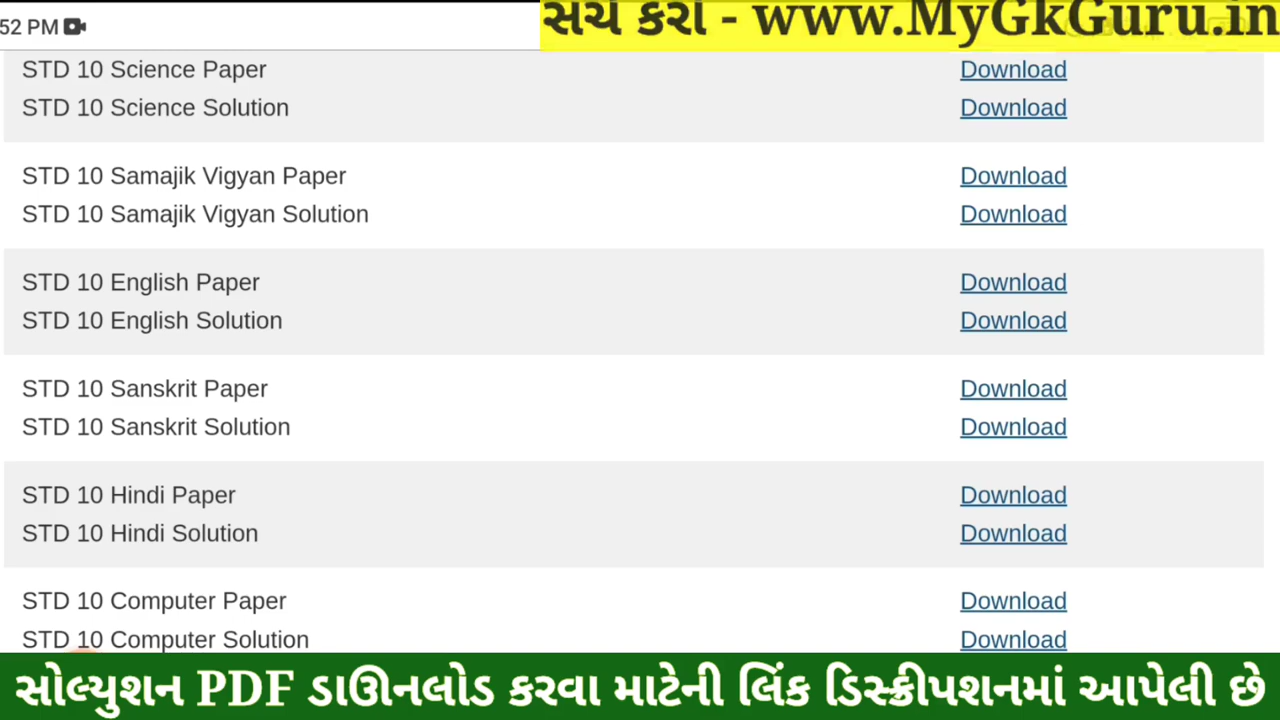 52 PM
સર્ચ કરો - www.MyGkGuru.in
STD 10 Science Paper Download
STD 10 Science Solution Download
STD 10 Samajik Vigyan Paper Download
STD 10 Samajik Vigyan Solution Download
STD 10 English Paper Download
STD 10 English Solution Download
STD 10 Sanskrit Paper Download
STD 10 Sanskrit Solution Download
STD 10 Hindi Paper Download
STD 10 Hindi Solution Download
STD 10 Computer Paper Download
STD 10 Computer Solution Download
સોલ્યુશન PDF ડાઊનલોડ કરવા માટેની લિંક ડિસ્ક્રીપશનમાં આપેલી છે